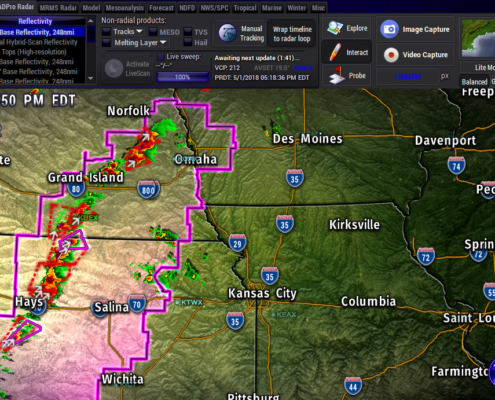 ADPro Radar MRMS Radar Model Mesoanalysis Forecast NDFD NWS/SPC Tropical Marine Winter Misc
Reflectivity
Base Reflectivity, 248nmi
al Hybrid-Scan Reflectivity
Tops (High-resolution)
Base Reflectivity, 248nmi
Base Reflectivity, 248nmi
Base Reflectivity, 248nmi
Non-radial products:
Tracks MESO TVS
Melting Layer Hail
Activate LiveScan
Live sweep:
--/--°
100%
Manual Tracking
Wrap timeline to radar loop
Awaiting next update (1:41)...
VCP: 212 AVSET 19.8°
PRDT: 5/1/2018 05:18:36 PM EDT
Explore
Interact
Probe
Image Capture
Video Capture
px
Lite Mo
Balanced
:50 PM EDT
Norfolk
Omaha
Des Moines
Davenport
Freep
Grand Island
80
800
35
74
Peo
Kirksville
29
35
72
72
Sprin
Hays
70
Salina
70
KTWX
Kansas City
KEAX
35
Columbia
55
Saint Lou
Wichita
Pittsburg
44
Farmingto